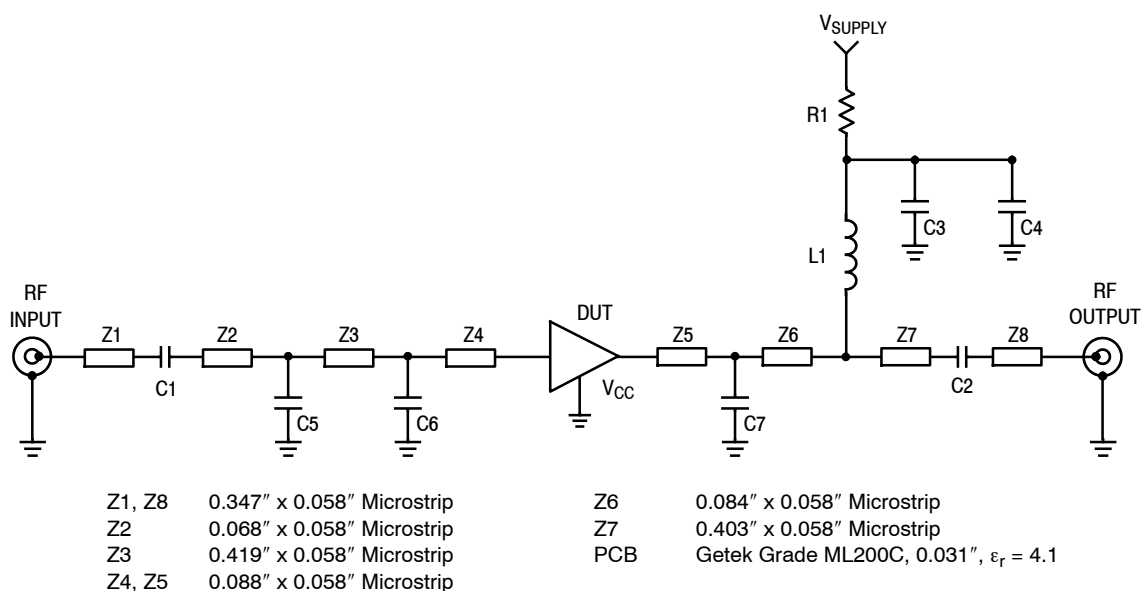 V_SUPPLY
R1
C3
C4
L1
RF
INPUT
RF
OUTPUT
DUT
Z1
Z2
Z3
Z4
Z5
Z6
Z7
Z8
C1
V_CC
C2
C5
C6
C7
Z1, Z8 0.347″ x 0.058″ Microstrip
Z2 0.068″ x 0.058″ Microstrip
Z3 0.419″ x 0.058″ Microstrip
Z4, Z5 0.088″ x 0.058″ Microstrip
Z6 0.084″ x 0.058″ Microstrip
Z7 0.403″ x 0.058″ Microstrip
PCB Getek Grade ML200C, 0.031″, εr = 4.1